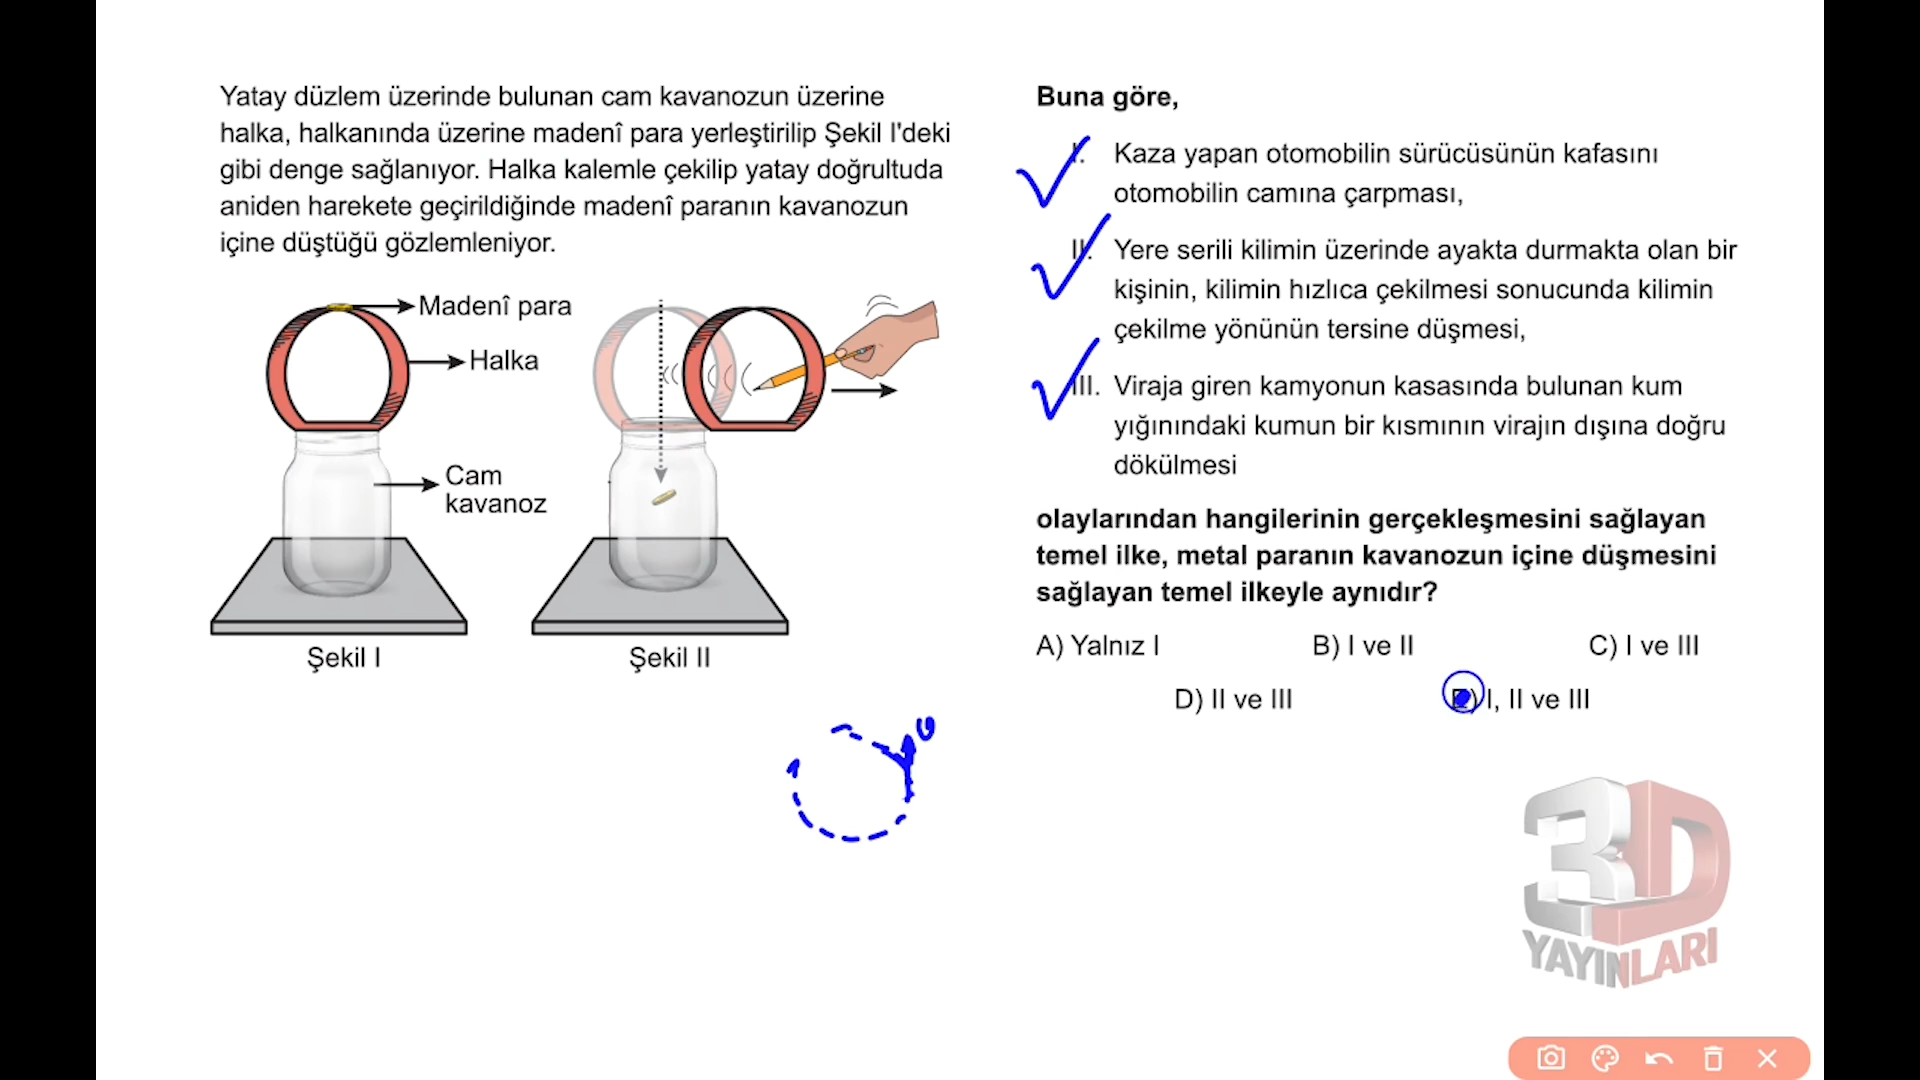 Yatay düzlem üzerinde bulunan cam kavanozun üzerine
halka, halkanında üzerine madenî para yerleştirilip Şekil I'deki
gibi denge sağlanıyor. Halka kalemle çekilip yatay doğrultuda
aniden harekete geçirildiğinde madenî paranın kavanozun
içine düştüğü gözlemleniyor.
Madenî para
Halka
Cam
kavanoz
Şekil I
Şekil II
Buna göre,
I. Kaza yapan otomobilin sürücüsünün kafasını
otomobilin camına çarpması,
II. Yere serili kilimin üzerinde ayakta durmakta olan bir
kişinin, kilimin hızlıca çekilmesi sonucunda kilimin
çekilme yönünün tersine düşmesi,
III. Viraja giren kamyonun kasasında bulunan kum
yığınındaki kumun bir kısmının virajın dışına doğru
dökülmesi
olaylarından hangilerinin gerçekleşmesini sağlayan
temel ilke, metal paranın kavanozun içine düşmesini
sağlayan temel ilkeyle aynıdır?
A) Yalnız I
B) I ve II
C) I ve III
D) II ve III
E) I, II ve III
3D
YAYINLARI